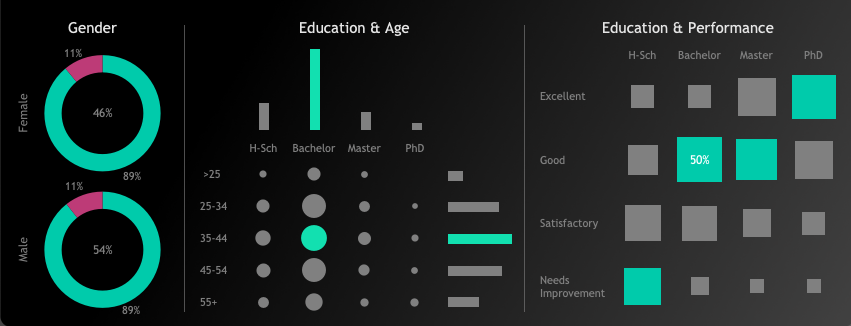 Gender
Education & Age
Education & Performance
11%
Female
46%
89%
11%
Male
54%
89%
H-Sch Bachelor Master PhD
>25
25-34
35-44
45-54
55+
H-Sch Bachelor Master PhD
Excellent
Good
50%
Satisfactory
Needs
Improvement